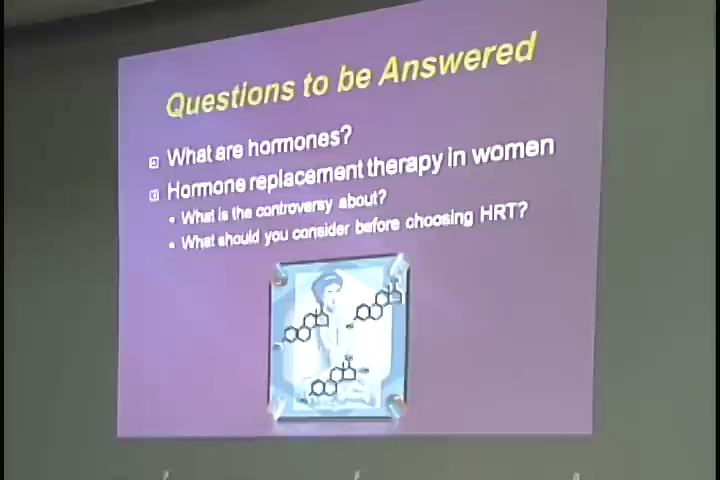 Questions to be Answered
What are hormones?
Hormone replacement therapy in women
• What is the controversy about?
• What should you consider before choosing HRT?